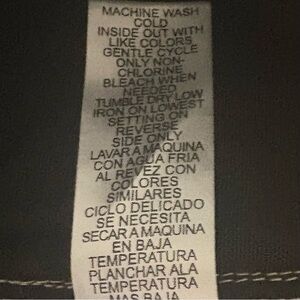 MACHINE WASH
COLD
INSIDE OUT WITH
LIKE COLORS
GENTLE CYCLE
ONLY NON-
CHLORINE
BLEACH WHEN
NEEDED
TUMBLE DRY LOW
IRON ON LOWEST
SETTING ON
REVERSE
SIDE ONLY
LAVAR A MAQUINA
CON AGUA FRIA
AL REVEZ CON
COLORES
SIMILARES
CICLO DELICADO
SE NECESITA
SECAR A MAQUINA
EN BAJA
TEMPERATURA
PLANCHAR ALA
TEMPERATURA
MAS BAJA